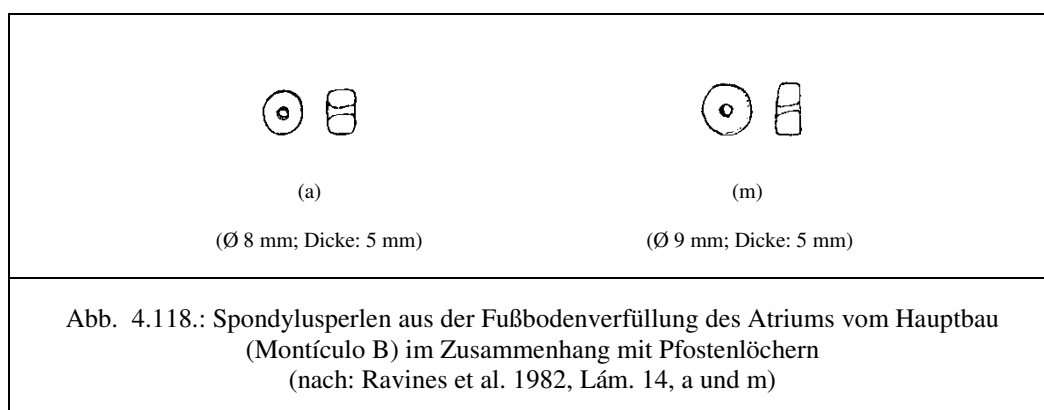 (a) (m)
(Ø 8 mm; Dicke: 5 mm) (Ø 9 mm; Dicke: 5 mm)
Abb. 4.118.: Spondylusperlen aus der Fußbodenverfüllung des Atriums vom Hauptbau
(Montículo B) im Zusammenhang mit Pfostenlöchern
(nach: Ravines et al. 1982, Lám. 14, a und m)